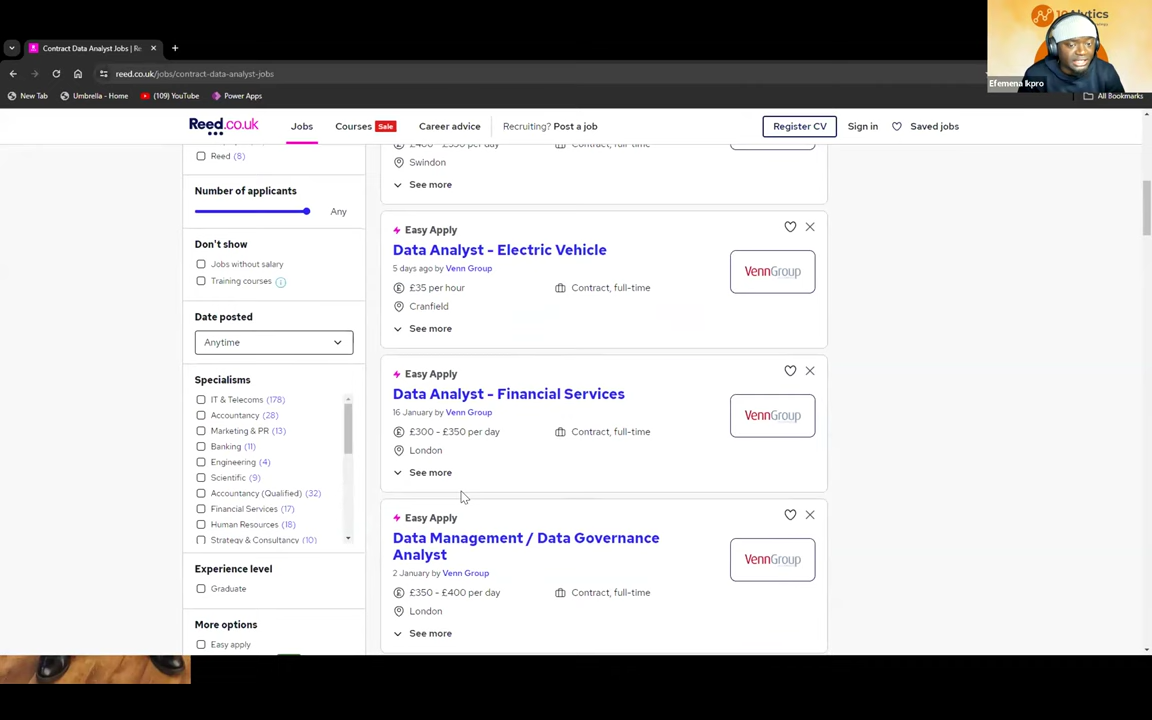 Contract Data Analyst Jobs | Re
reed.co.uk/jobs/contract-data-analyst-jobs
New Tab
Umbrella - Home
(109) YouTube
Power Apps
All Bookmarks
Efemena Ikpro
Reed.co.uk
Jobs
Courses Sale
Career advice
Recruiting? Post a job
Register CV
Sign in
Saved jobs
Reed (8)
Number of applicants
Any
Don't show
Jobs without salary
Training courses
Date posted
Anytime
Specialisms
IT & Telecoms (178)
Accountancy (28)
Marketing & PR (13)
Banking (11)
Engineering (4)
Scientific (9)
Accountancy (Qualified) (32)
Financial Services (17)
Human Resources (18)
Strategy & Consultancy (10)
Experience level
Graduate
More options
Easy apply
Contract, full-time
Swindon
See more
Easy Apply
Data Analyst - Electric Vehicle
5 days ago by Venn Group
£35 per hour
Contract, full-time
Cranfield
See more
VennGroup
Easy Apply
Data Analyst - Financial Services
16 January by Venn Group
£300 - £350 per day
Contract, full-time
London
See more
VennGroup
Easy Apply
Data Management / Data Governance
Analyst
2 January by Venn Group
£350 - £400 per day
Contract, full-time
London
See more
VennGroup